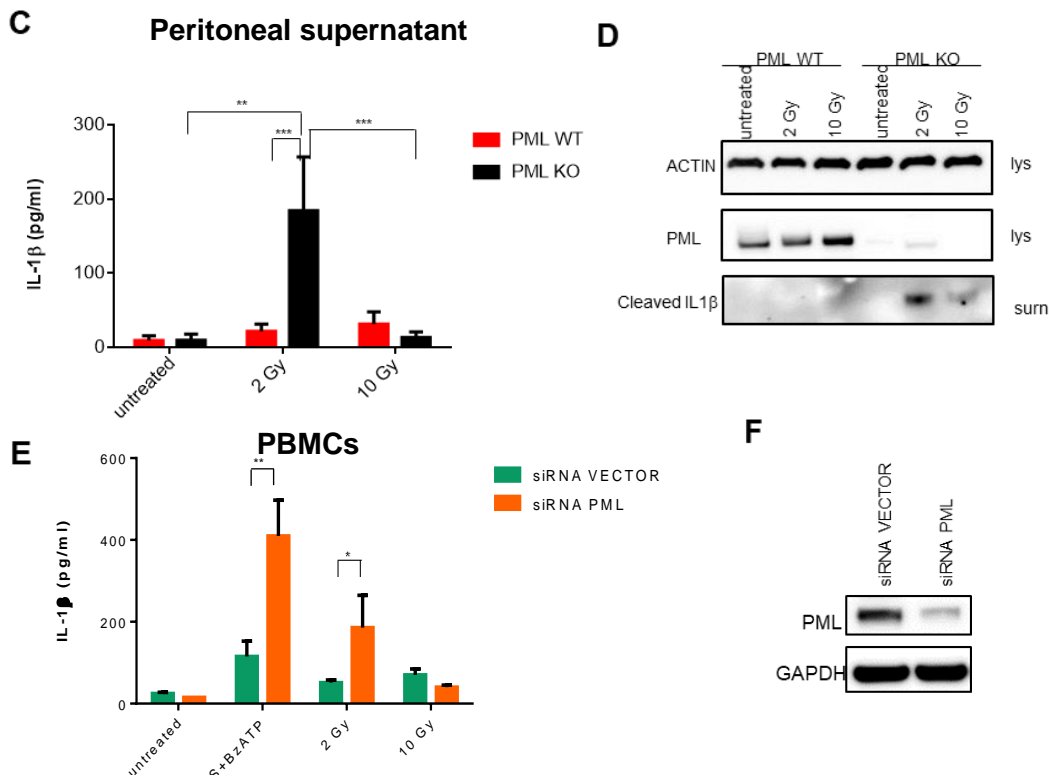 C
Peritoneal supernatant
**
***
***
300
200
100
0
IL-1β (pg/ml)
PML WT
PML KO
untreated
2 Gy
10 Gy
D
PML WT
PML KO
untreated
2 Gy
10 Gy
untreated
2 Gy
10 Gy
ACTIN
lys
PML
lys
Cleaved IL1β
surn
E
PBMCs
600
400
200
0
IL-1β (pg/ml)
**
*
siRNA VECTOR
siRNA PML
untreated
S+BzATP
2 Gy
10 Gy
F
siRNA VECTOR
siRNA PML
PML
GAPDH